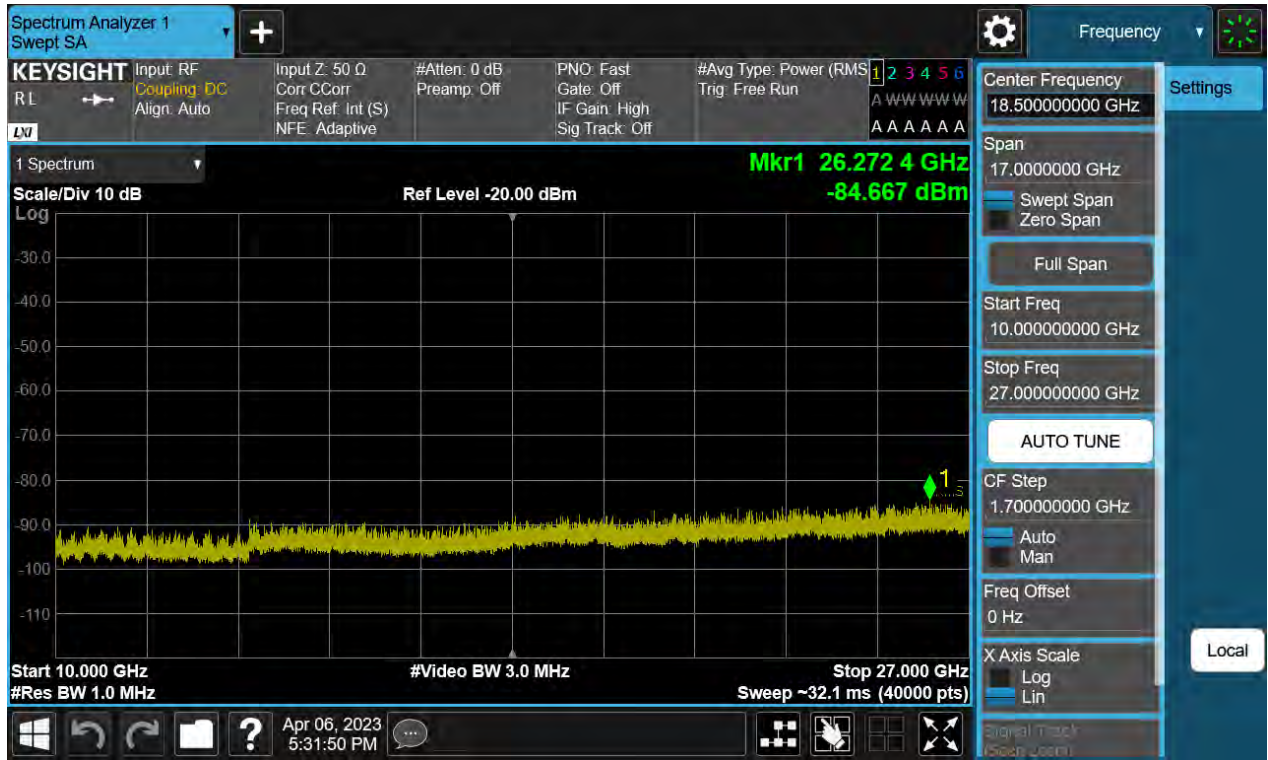 Spectrum Analyzer 1
Swept SA
+
Frequency
KEYSIGHT
RL
LXI
Input: RF
Coupling: DC
Align: Auto
Input Z: 50 Ω
Corr CCorr
Freq Ref: Int (S)
NFE: Adaptive
#Atten: 0 dB
Preamp: Off
PNO: Fast
Gate: Off
IF Gain: High
Sig Track: Off
#Avg Type: Power (RMS
Trig: Free Run
1 2 3 4 5 6
A W W W W W
A A A A A A
1 Spectrum
Scale/Div 10 dB
Ref Level -20.00 dBm
Mkr1 26.272 4 GHz
-84.667 dBm
Log
-30.0
-40.0
-50.0
-60.0
-70.0
-80.0
-90.0
-100
-110
1
S
Start 10.000 GHz
#Video BW 3.0 MHz
Stop 27.000 GHz
#Res BW 1.0 MHz
Sweep ~32.1 ms (40000 pts)
Center Frequency
18.500000000 GHz
Settings
Span
17.0000000 GHz
Swept Span
Zero Span
Full Span
Start Freq
10.000000000 GHz
Stop Freq
27.000000000 GHz
AUTO TUNE
CF Step
1.700000000 GHz
Auto
Man
Freq Offset
0 Hz
X Axis Scale
Log
Lin
Local
Signal Track
(Span Zoom)
?
Apr 06, 2023
5:31:50 PM